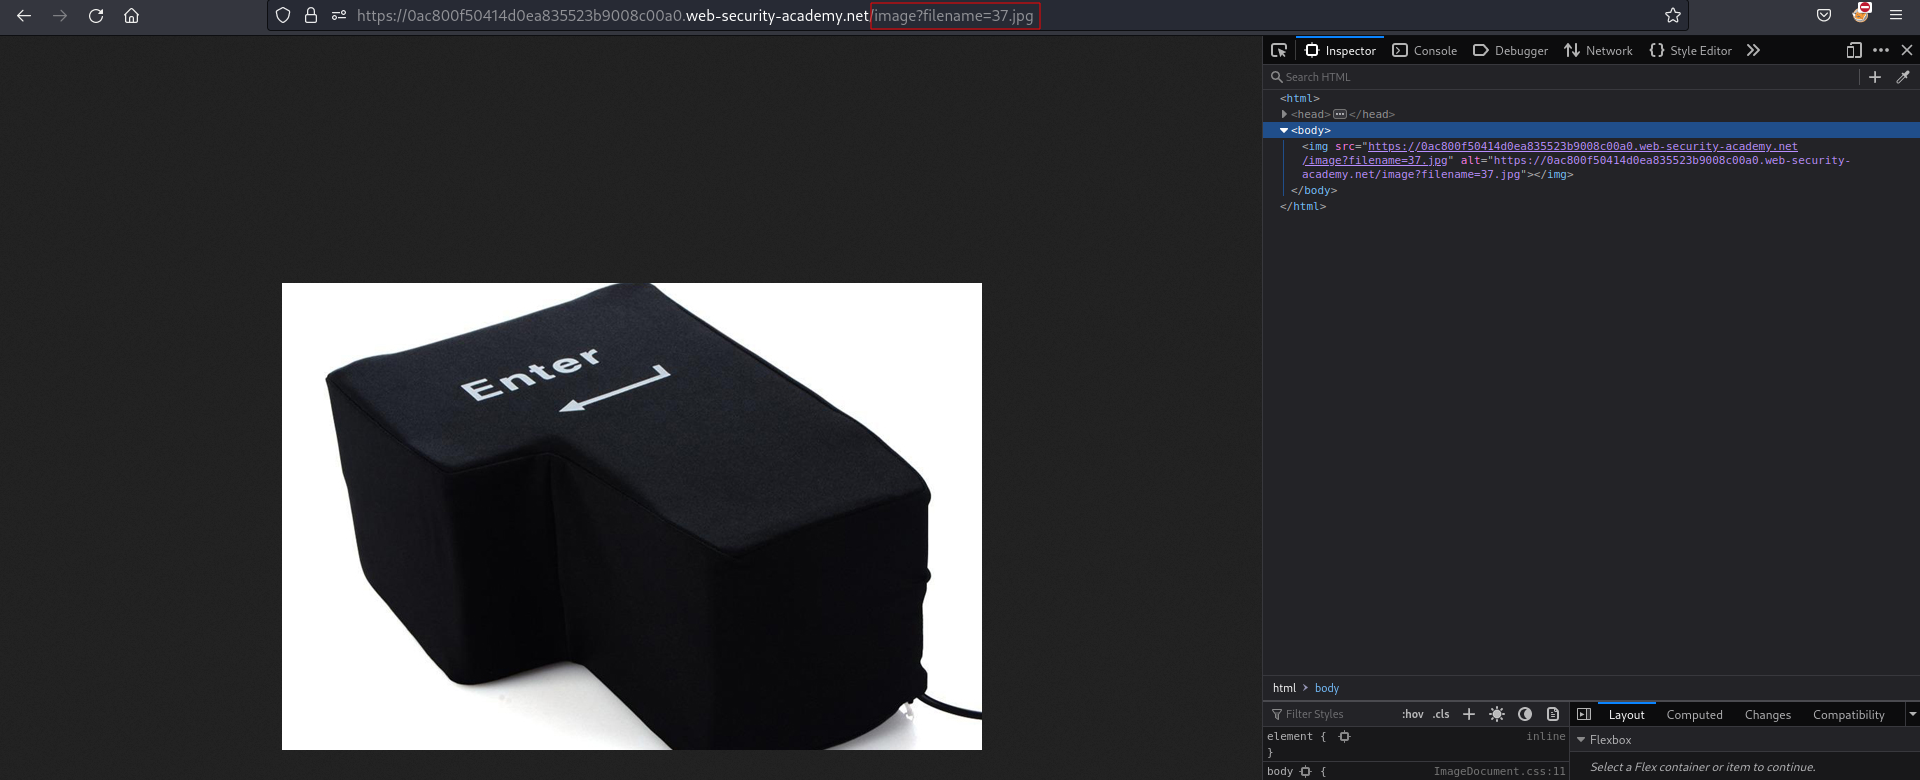 https://0ac800f50414d0ea835523b9008c00a0.web-security-academy.net/image?filename=37.jpg
Inspector Console Debugger Network Style Editor
Search HTML
<html>
<head> </head>
<body>
<img src="https://0ac800f50414d0ea835523b9008c00a0.web-security-academy.net
/image?filename=37.jpg" alt="https://0ac800f50414d0ea835523b9008c00a0.web-security-
academy.net/image?filename=37.jpg"></img>
</body>
</html>
Enter
html > body
Filter Styles :hov .cls Layout Computed Changes Compatibility
element { inline
}
body { ImageDocument.css:11
Flexbox
Select a Flex container or item to continue.